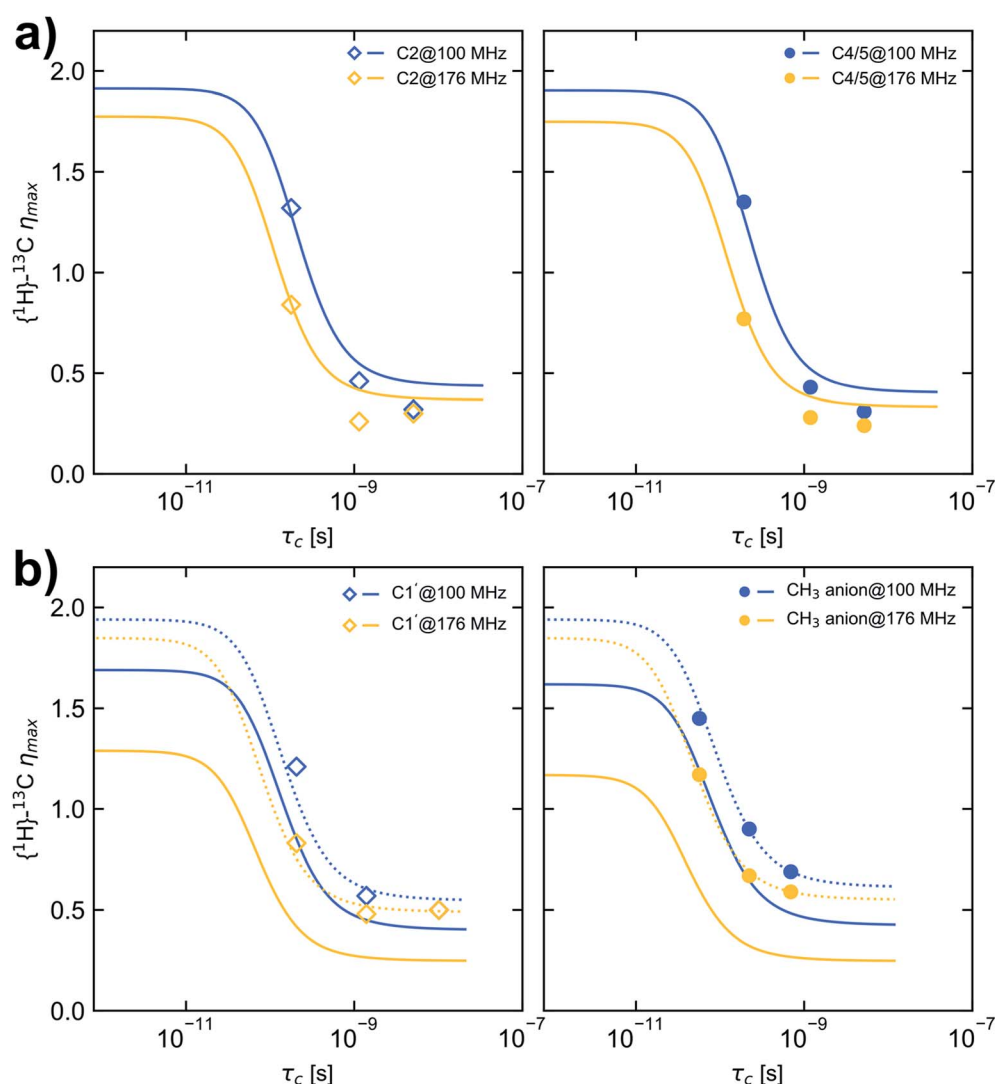 a)
C2@100 MHz
C2@176 MHz
C4/5@100 MHz
C4/5@176 MHz
2.0
1.5
1.0
0.5
0.0
{¹H}-¹³C ηmax
10⁻¹¹
10⁻⁹
10⁻⁷
10⁻¹¹
10⁻⁹
10⁻⁷
τc [s]
τc [s]
b)
C1´@100 MHz
C1´@176 MHz
CH₃ anion@100 MHz
CH₃ anion@176 MHz
2.0
1.5
1.0
0.5
0.0
{¹H}-¹³C ηmax
10⁻¹¹
10⁻⁹
10⁻⁷
10⁻¹¹
10⁻⁹
10⁻⁷
τc [s]
τc [s]